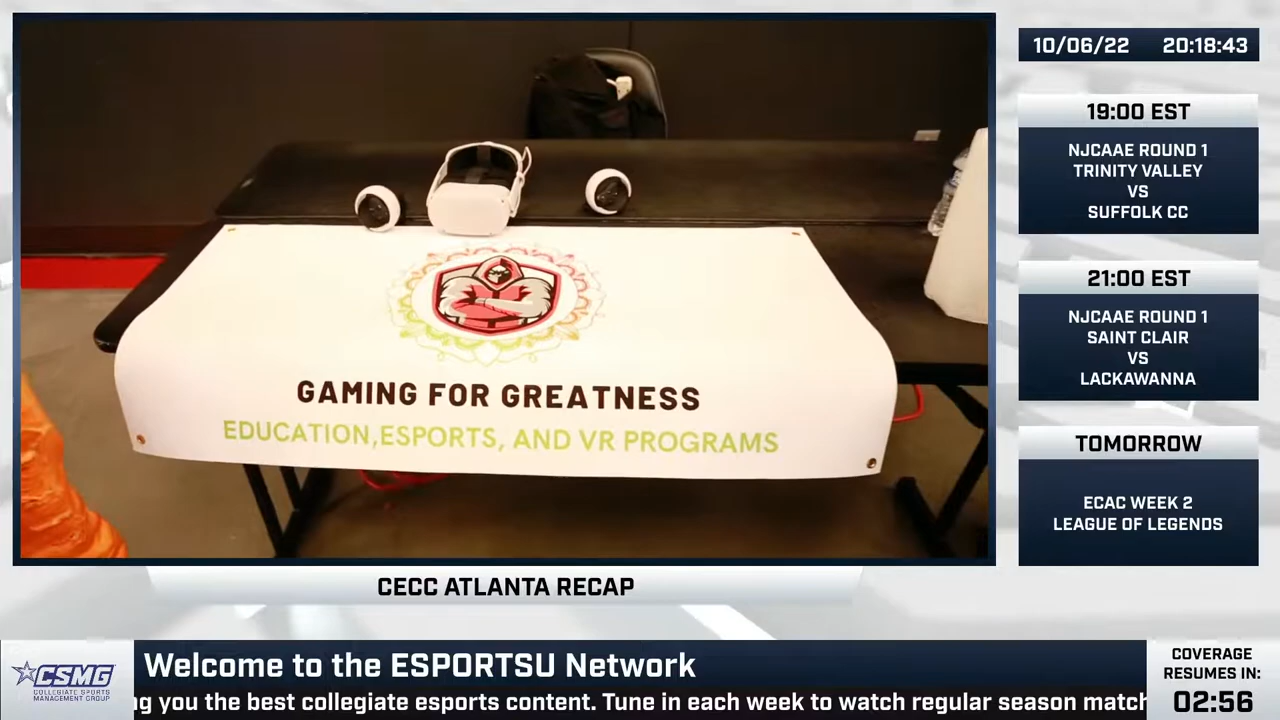 GAMING FOR GREATNESS
EDUCATION,ESPORTS, AND VR PROGRAMS
CECC ATLANTA RECAP
10/06/22 20:18:43
19:00 EST
NJCAAE ROUND 1
TRINITY VALLEY
VS
SUFFOLK CC
21:00 EST
NJCAAE ROUND 1
SAINT CLAIR
VS
LACKAWANNA
TOMORROW
ECAC WEEK 2
LEAGUE OF LEGENDS
CSMG
COLLEGIATE SPORTS
MANAGEMENT GROUP
Welcome to the ESPORTSU Network
ng you the best collegiate esports content. Tune in each week to watch regular season match
COVERAGE
RESUMES IN:
02:56